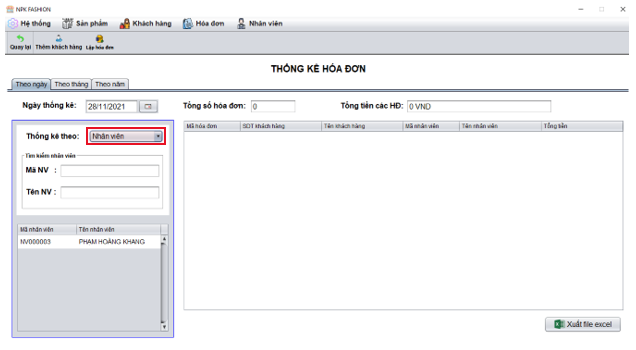 NPK FASHION
Hệ thống Sản phẩm Khách hàng Hóa đơn Nhân viên
Quay lại Thêm khách hàng Lập hóa đơn
THỐNG KÊ HÓA ĐƠN
Theo ngày Theo tháng Theo năm
Ngày thống kê: 28/11/2021 Tổng số hóa đơn: 0 Tổng tiền các HĐ: 0 VND
Thống kê theo: Nhân viên
Tìm kiếm nhân viên
Mã NV :
Tên NV :
Mã nhân viên Tên nhân viên
NV000003 PHẠM HOÀNG KHANG
Mã hóa đơn SDT khách hàng Tên khách hàng Mã nhân viên Tên nhân viên Tổng tiền
Xuất file excel